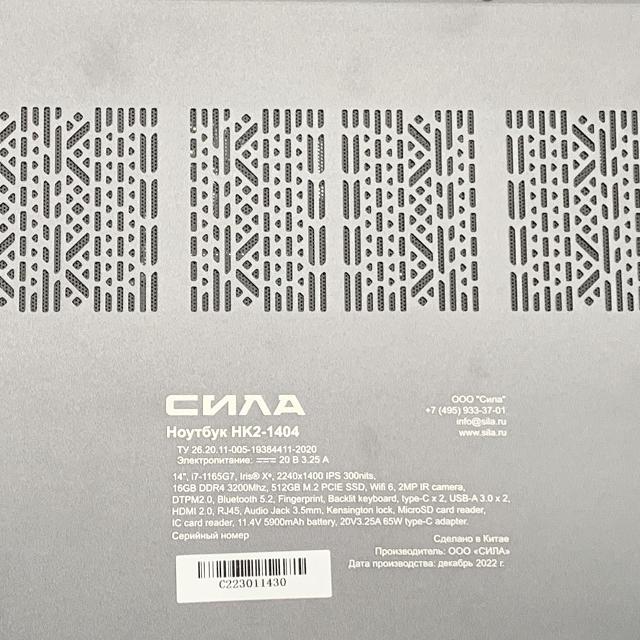 СИЛА
Ноутбук НК2-1404
ТУ 26.20.11-005-19384411-2020
Электропитание: ⎓ 20 В 3.25 А
ООО "Сила"
+7 (495) 933-37-01
info@sila.ru
www.sila.ru
14", i7-1165G7, Iris® Xᵉ, 2240x1400 IPS 300nits,
16GB DDR4 3200Mhz, 512GB M.2 PCIE SSD, Wifi 6, 2MP IR camera,
DTPM2.0, Bluetooth 5.2, Fingerprint, Backlit keyboard, type-C x 2, USB-A 3.0 x 2,
HDMI 2.0, RJ45, Audio Jack 3.5mm, Kensington lock, MicroSD card reader,
IC card reader, 11.4V 5900mAh battery, 20V3.25A 65W type-C adapter.
Серийный номер
C223011430
Сделано в Китае
Производитель: ООО «СИЛА»
Дата производства: декабрь 2022 г.